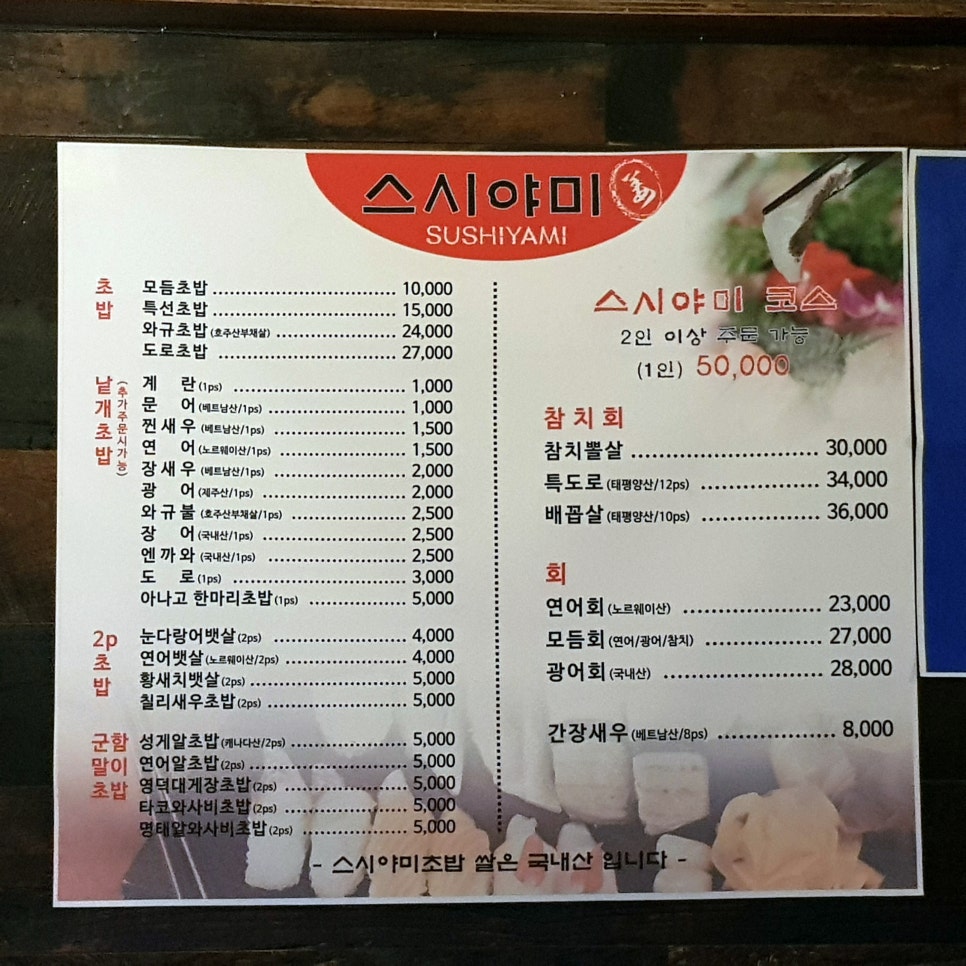 스시야미
SUSHIYAMI
초밥
모듬초밥 10,000
특선초밥 15,000
와규초밥(호주산부채살) 24,000
도로초밥 27,000
낱개초밥 (추가주문시가능)
계 란(1ps) 1,000
문 어(베트남산/1ps) 1,000
찐새우(베트남산/1ps) 1,500
연 어(노르웨이산/1ps) 1,500
장새우(베트남산/1ps) 2,000
광 어(제주산/1ps) 2,000
와규불(호주산부채살/1ps) 2,500
장 어(국내산/1ps) 2,500
엔까와(국내산/1ps) 2,500
도 로(1ps) 3,000
아나고 한마리초밥(1ps) 5,000
2p초밥
눈다랑어뱃살(2ps) 4,000
연어뱃살(노르웨이산/2ps) 4,000
황새치뱃살(2ps) 5,000
칠리새우초밥(2ps) 5,000
군함말이초밥
성게알초밥(캐나다산/2ps) 5,000
연어알초밥(2ps) 5,000
영덕대게장초밥(2ps) 5,000
타코와사비초밥(2ps) 5,000
명태알와사비초밥(2ps) 5,000
스시야미 코스
2인 이상 주문 가능
(1인) 50,000
참치회
참치뽈살 30,000
특도로(태평양산/12ps) 34,000
배꼽살(태평양산/10ps) 36,000
회
연어회(노르웨이산) 23,000
모듬회(연어/광어/참치) 27,000
광어회(국내산) 28,000
간장새우(베트남산/8ps) 8,000
- 스시야미초밥 쌀은 국내산 입니다 -